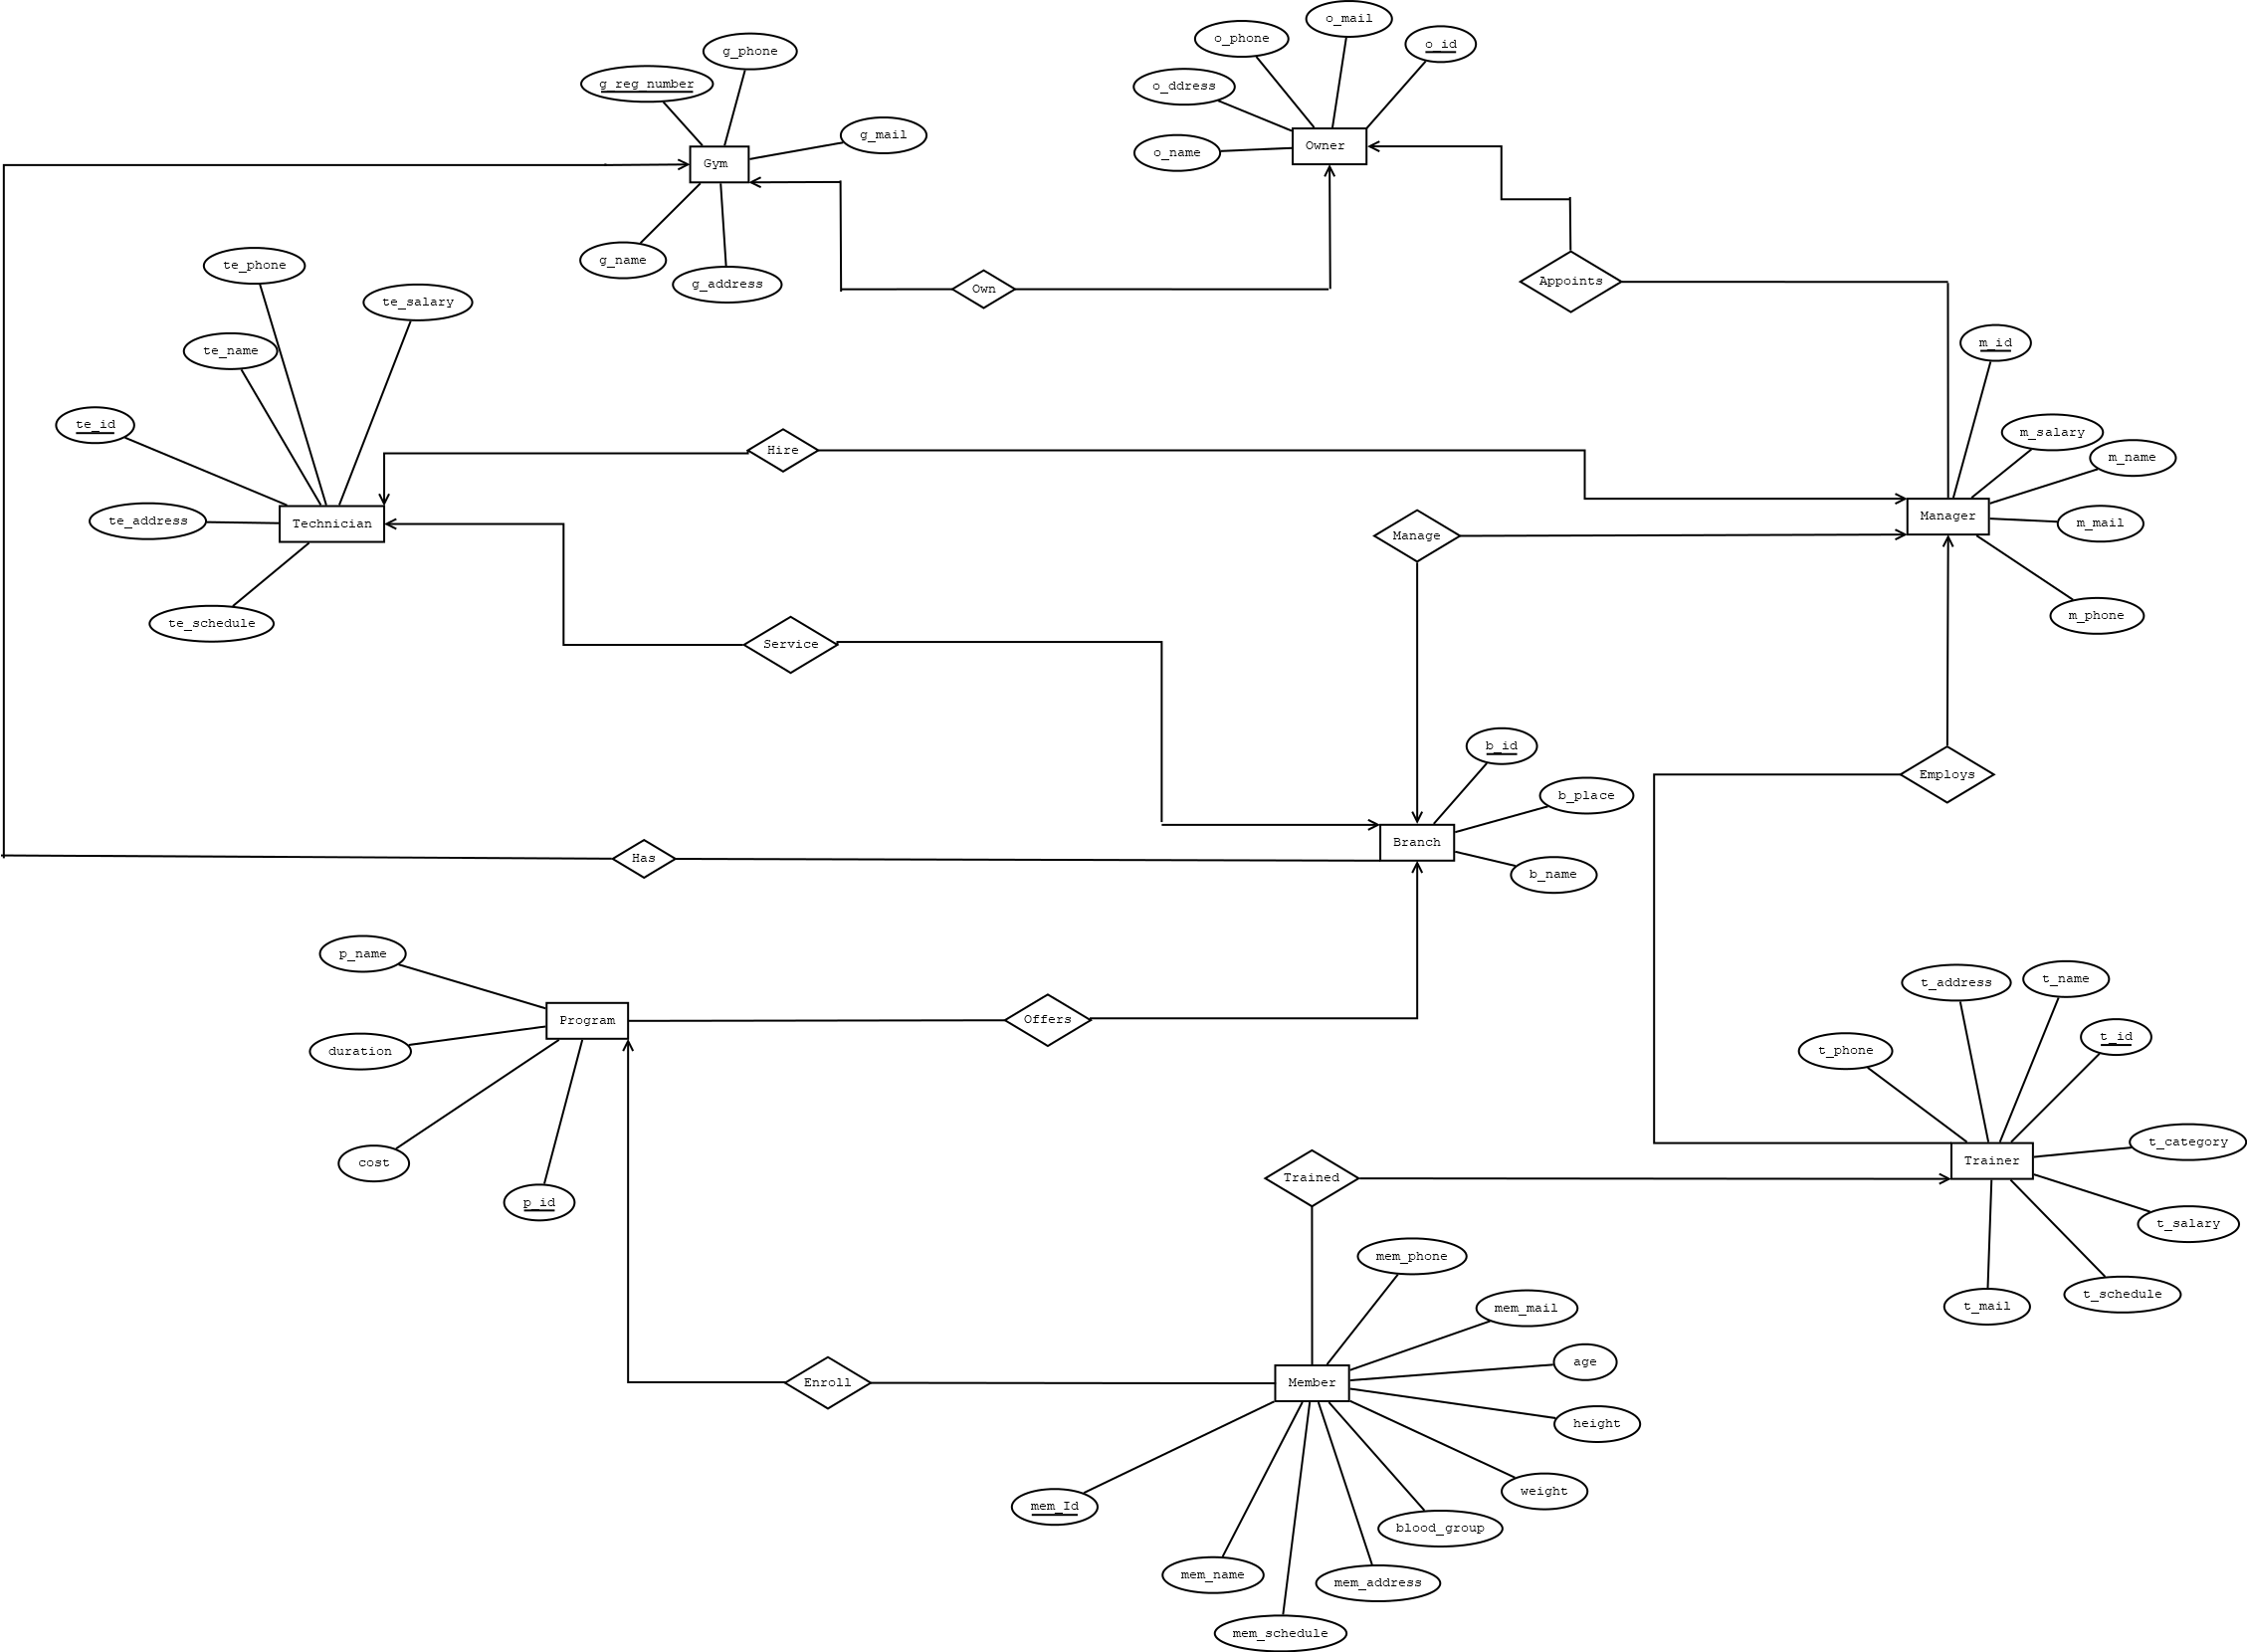 o_mail
o_phone
o_id
g_phone
g_reg_number
o_ddress
g_mail
Owner
o_name
Gym
g_name
te_phone
g_address
Own
Appoints
te_salary
m_id
te_name
te_id
m_salary
Hire
m_name
te_address
Technician
Manager
m_mail
Manage
te_schedule
m_phone
Service
b_id
Employs
b_place
Branch
Has
b_name
p_name
t_address
t_name
Program
Offers
t_id
duration
t_phone
t_category
cost
Trainer
Trained
p_id
t_salary
mem_phone
t_schedule
mem_mail
t_mail
age
Enroll
Member
height
weight
mem_Id
blood_group
mem_name
mem_address
mem_schedule